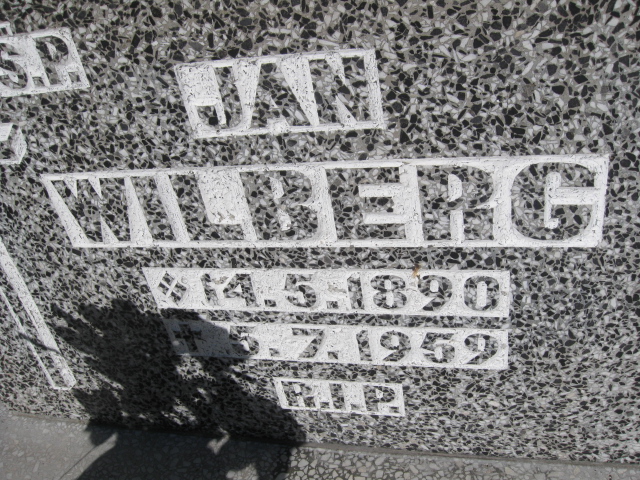 S.P.
JAN
WILBERG
* 14.5.1890
+ 5.7.1959
R.I.P.